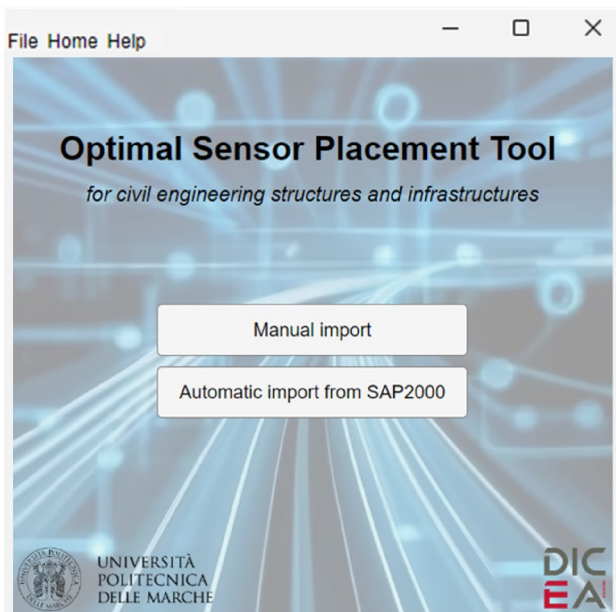 File Home Help
Optimal Sensor Placement Tool
for civil engineering structures and infrastructures
Manual import
Automatic import from SAP2000
UNIVERSITÀ
POLITECNICA
DELLE MARCHE
DIC
EA